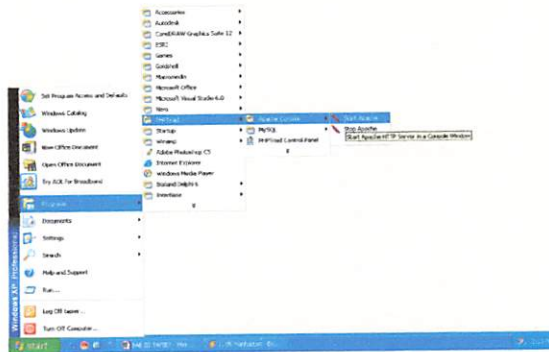 Accessories
Autodesk
CorelDRAW Graphics Suite 12
ESRI
Games
Macromedia
Microsoft Office
Microsoft Visual Studio 6.0
Nero
PHPTriad
Startup
Winamp
Adobe Photoshop CS
Internet Explorer
Windows Media Player
Borland Delphi 6
Interbase
Apache Console
MySQL
PHPTriad Control Panel
Start Apache
Stop Apache
Start Apache HTTP Server in a Console Window
Set Program Access and Defaults
Windows Catalog
Windows Update
New Office Document
Open Office Document
Try AOL for Broadband
Programs
Documents
Settings
Search
Help and Support
Run...
Log Off
Turn Off Computer...
Windows XP Professional
start